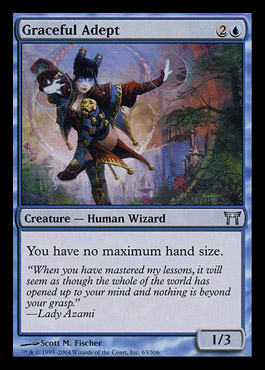 Graceful Adept 2
Creature — Human Wizard
You have no maximum hand size.
"When you have mastered my lessons, it will
seem as though the whole of the world has
opened up to your mind and nothing is beyond
your grasp."
—Lady Azami
Scott M. Fischer
™ & © 1993–2004 Wizards of the Coast, Inc. 63/306
1/3